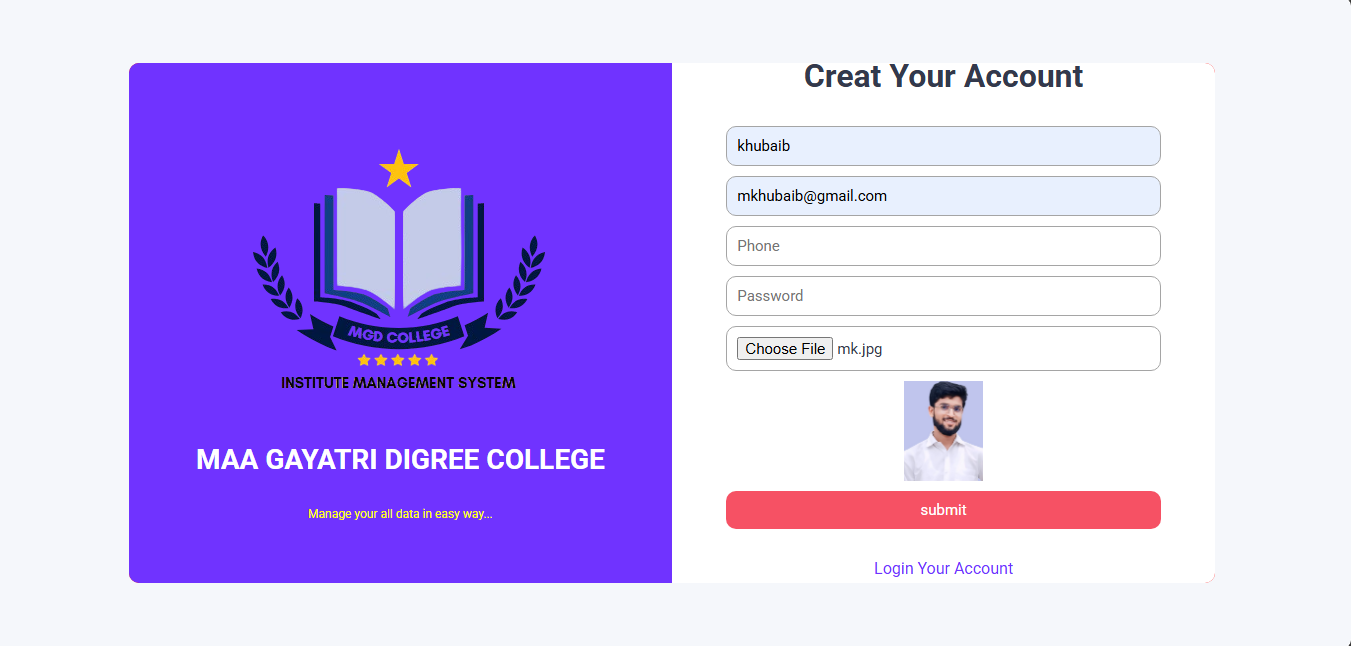 MGD COLLEGE
INSTITUTE MANAGEMENT SYSTEM
MAA GAYATRI DIGREE COLLEGE
Manage your all data in easy way...
Creat Your Account
khubaib
mkhubaib@gmail.com
Phone
Password
Choose File mk.jpg
submit
Login Your Account